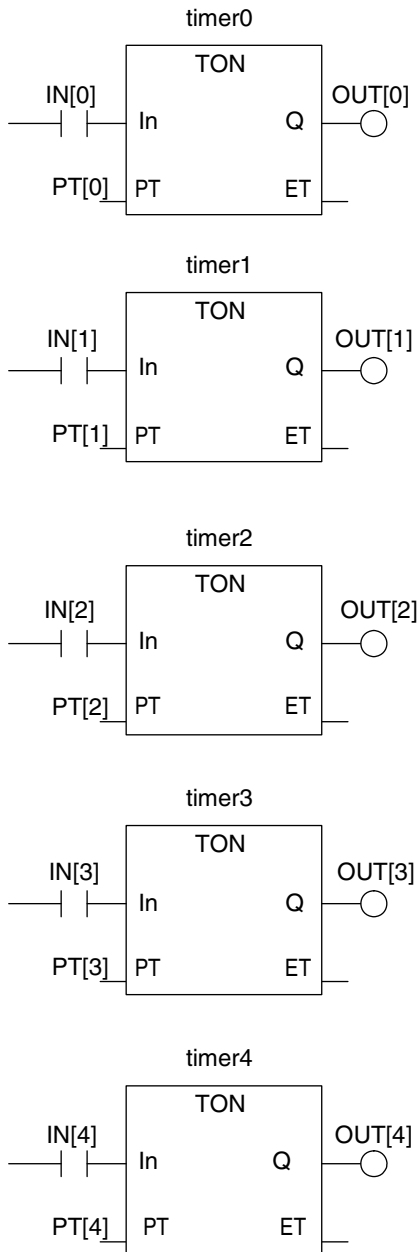 timer0
TON
IN[0] OUT[0]
In Q
PT[0] PT ET
timer1
TON
IN[1] OUT[1]
In Q
PT[1] PT ET
timer2
TON
IN[2] OUT[2]
In Q
PT[2] PT ET
timer3
TON
IN[3] OUT[3]
In Q
PT[3] PT ET
timer4
TON
IN[4] OUT[4]
In Q
PT[4] PT ET